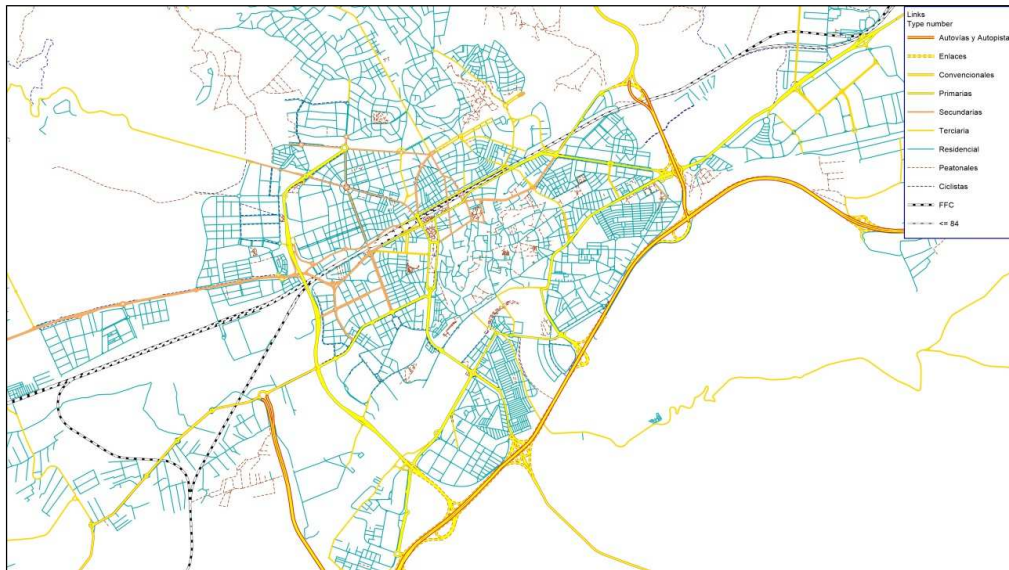 Links
Type number
Autovías y Autopista
Enlaces
Convencionales
Primarias
Secundarias
Terciaria
Residencial
Peatonales
Ciclistas
FFC
<= 84